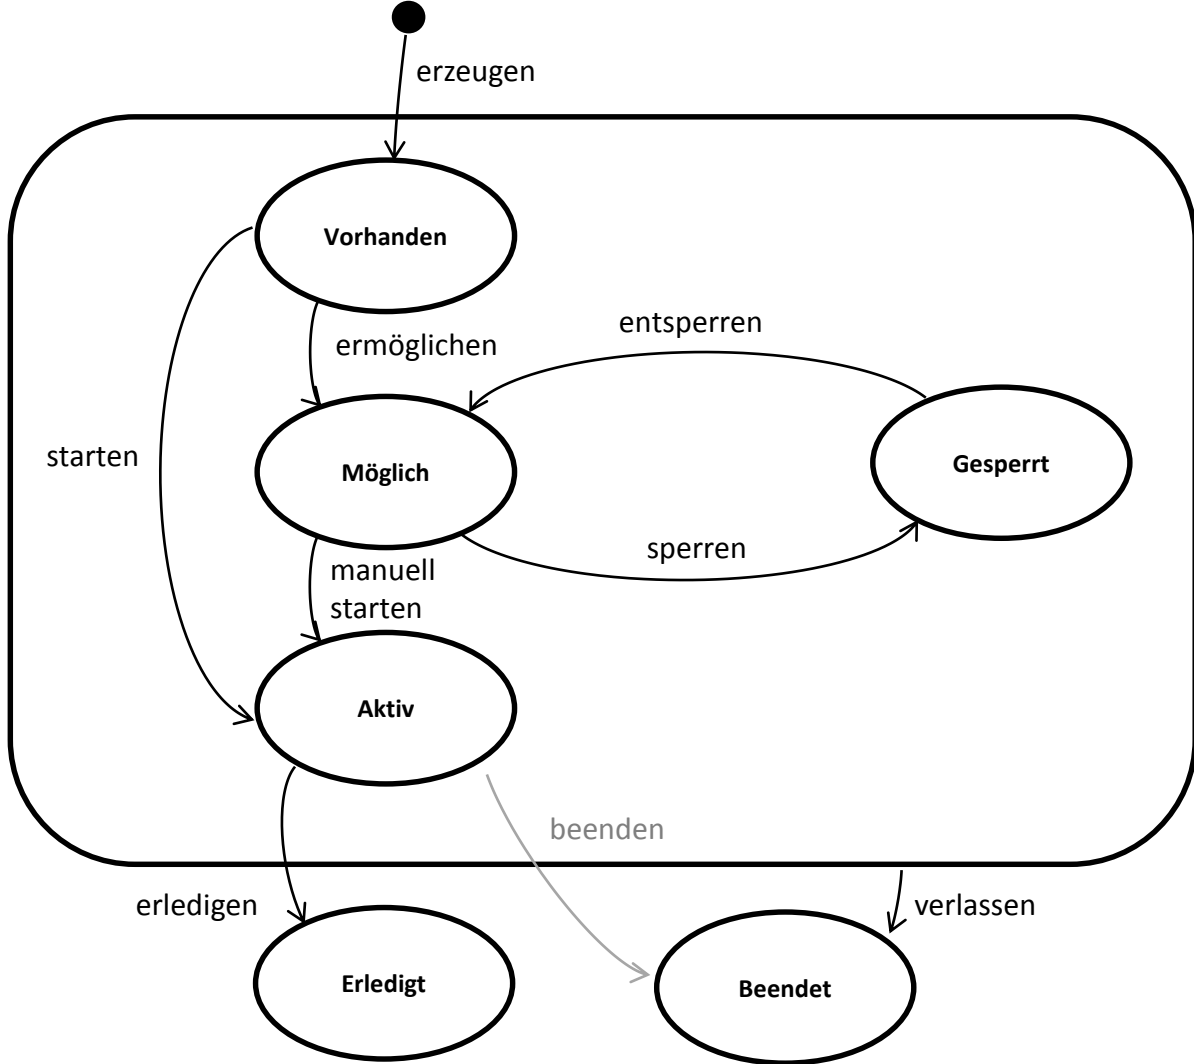 erzeugen
Vorhanden
entsperren
ermöglichen
starten
Möglich
Gesperrt
sperren
manuell
starten
Aktiv
beenden
erledigen
verlassen
Erledigt
Beendet